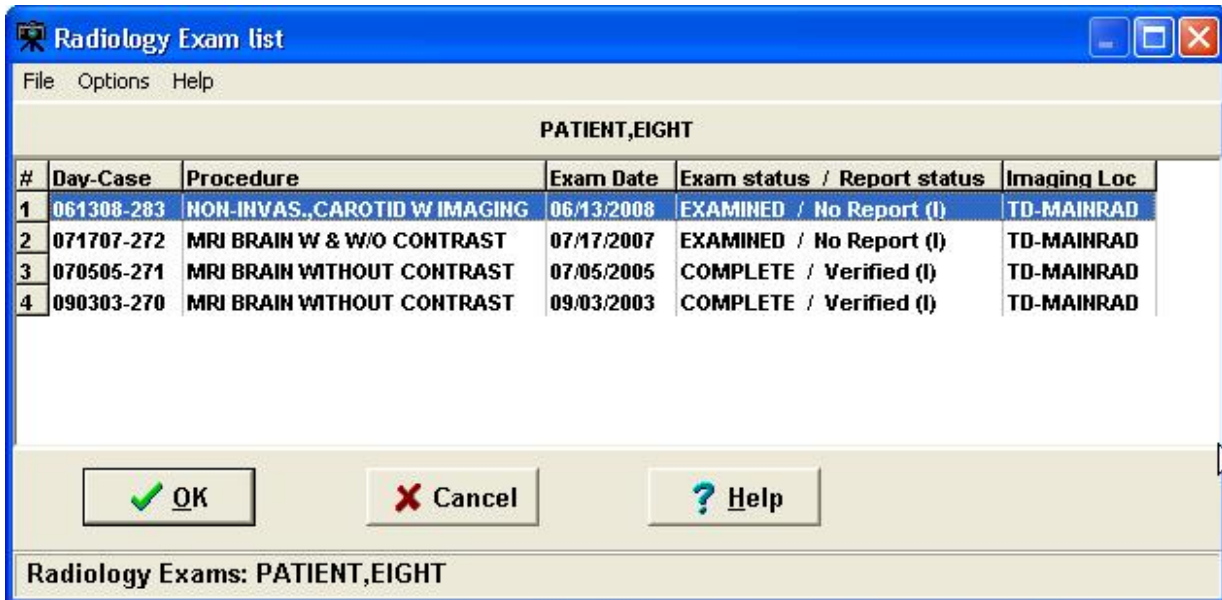 Radiology Exam list
File Options Help
PATIENT,EIGHT
# Day-Case Procedure Exam Date Exam status / Report status Imaging Loc
1 061308-283 NON-INVAS.,CAROTID W IMAGING 06/13/2008 EXAMINED / No Report (I) TD-MAINRAD
2 071707-272 MRI BRAIN W & W/O CONTRAST 07/17/2007 EXAMINED / No Report (I) TD-MAINRAD
3 070505-271 MRI BRAIN WITHOUT CONTRAST 07/05/2005 COMPLETE / Verified (I) TD-MAINRAD
4 090303-270 MRI BRAIN WITHOUT CONTRAST 09/03/2003 COMPLETE / Verified (I) TD-MAINRAD
OK Cancel ? Help
Radiology Exams: PATIENT,EIGHT